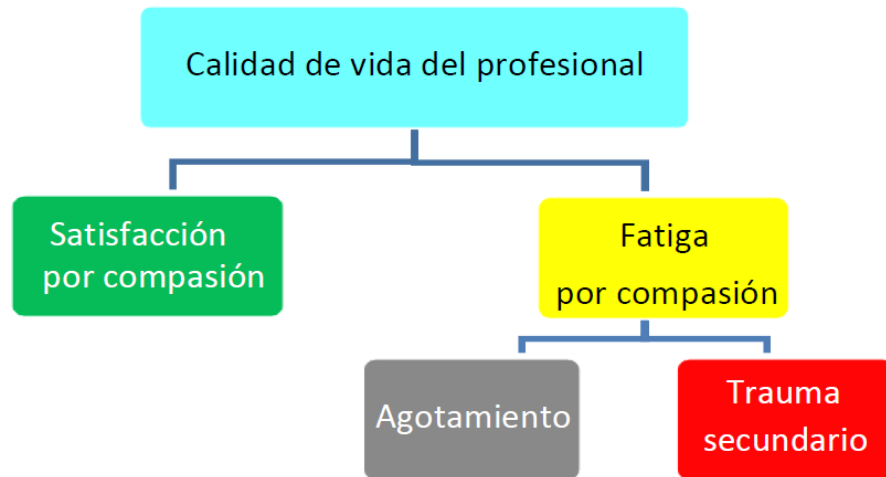 Calidad de vida del profesional
Satisfacción
por compasión
Fatiga
por compasión
Agotamiento
Trauma
secundario